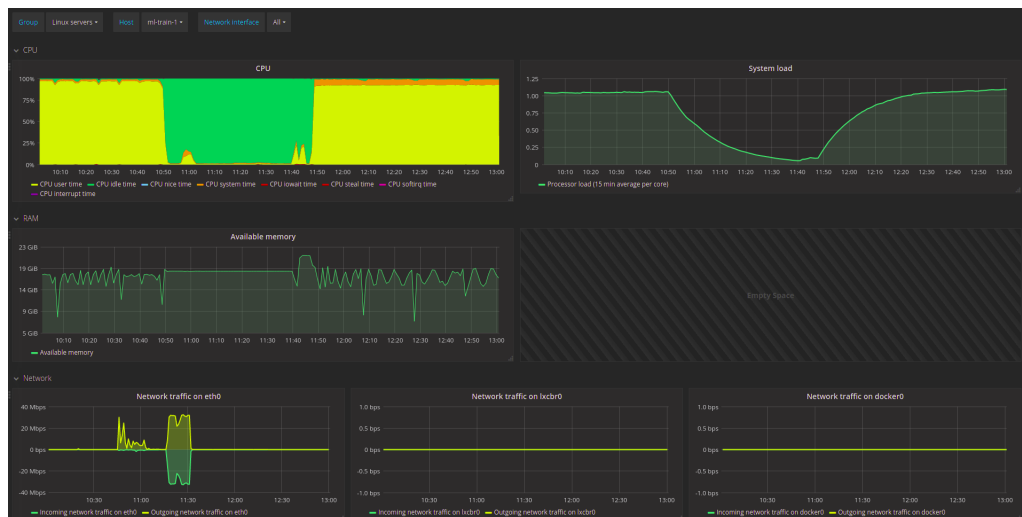 Group Linux servers Host ml-train-1 Network Interface All
CPU
CPU
100%
75%
50%
25%
0%
10:10 10:20 10:30 10:40 10:50 11:00 11:10 11:20 11:30 11:40 11:50 12:00 12:10 12:20 12:30 12:40 12:50 13:00
CPU user time CPU idle time CPU nice time CPU system time CPU iowait time CPU steal time CPU softirq time
CPU interrupt time
System load
1.25
1.00
0.75
0.50
0.25
0
10:10 10:20 10:30 10:40 10:50 11:00 11:10 11:20 11:30 11:40 11:50 12:00 12:10 12:20 12:30 12:40 12:50 13:00
Processor load (15 min average per core)
RAM
Available memory
23 GiB
19 GiB
14 GiB
9 GiB
5 GiB
10:10 10:20 10:30 10:40 10:50 11:00 11:10 11:20 11:30 11:40 11:50 12:00 12:10 12:20 12:30 12:40 12:50 13:00
Available memory
Empty Space
Network
Network traffic on eth0
40 Mbps
20 Mbps
0 bps
-20 Mbps
-40 Mbps
10:30 11:00 11:30 12:00 12:30 13:00
Incoming network traffic on eth0 Outgoing network traffic on eth0
Network traffic on lxcbr0
1.0 bps
0.5 bps
0 bps
-0.5 bps
-1.0 bps
10:30 11:00 11:30 12:00 12:30 13:00
Incoming network traffic on lxcbr0 Outgoing network traffic on lxcbr0
Network traffic on docker0
1.0 bps
0.5 bps
0 bps
-0.5 bps
-1.0 bps
10:30 11:00 11:30 12:00 12:30 13:00
Incoming network traffic on docker0 Outgoing network traffic on docker0